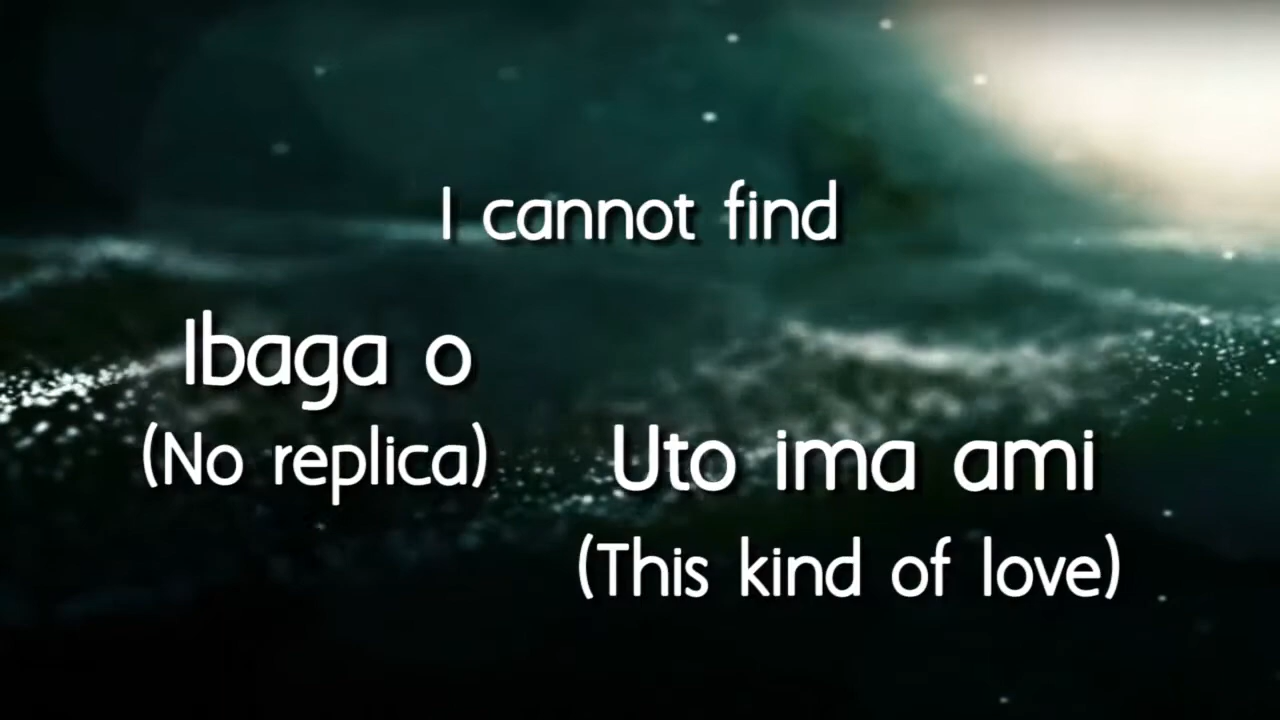 I cannot find
Ibaga o
(No replica)
Uto ima ami
(This kind of love)